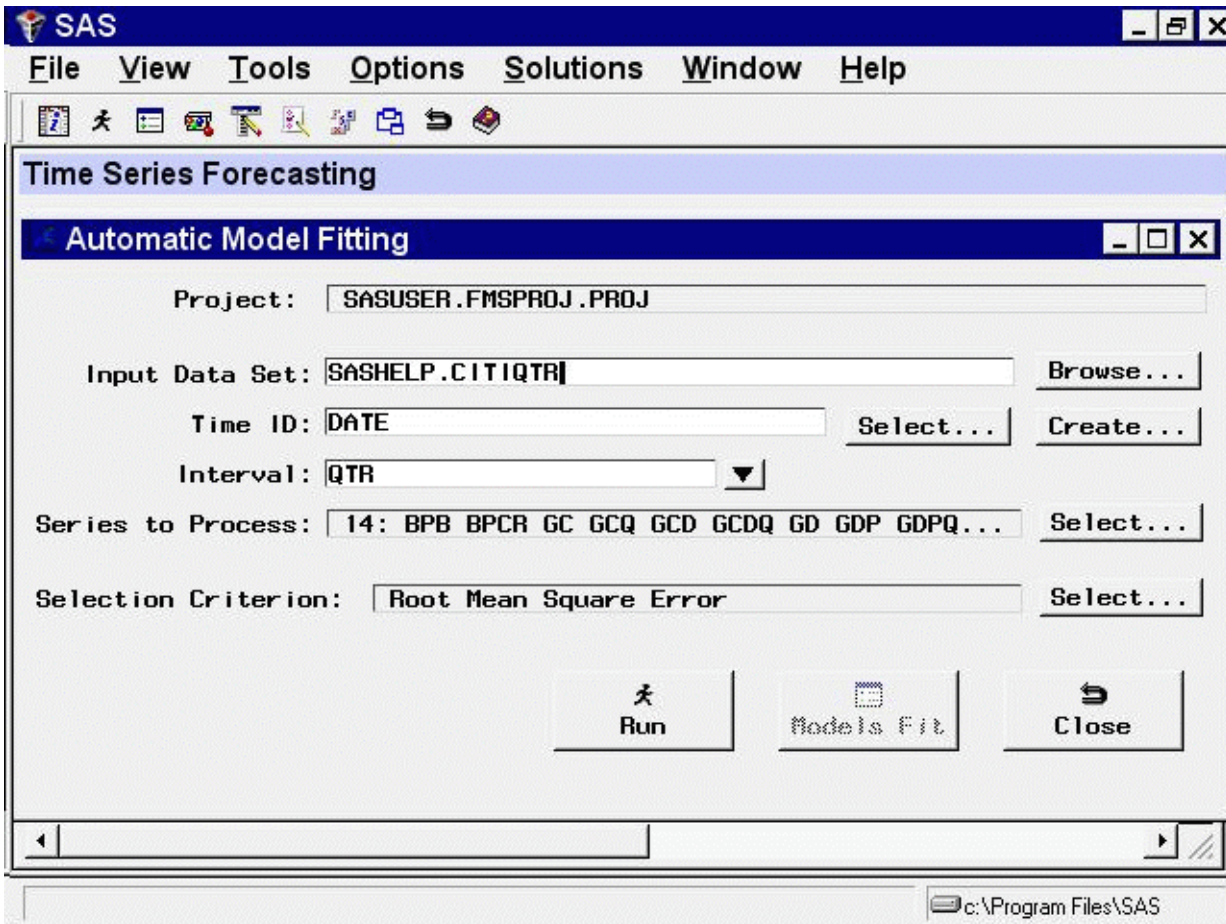 SAS
File View Tools Options Solutions Window Help
Time Series Forecasting
Automatic Model Fitting
Project: SASUSER.FMSPROJ.PROJ
Input Data Set: SASHELP.CITIQTR Browse...
Time ID: DATE Select... Create...
Interval: QTR
Series to Process: 14: BPB BPCR GC GCQ GCD GCDQ GD GDP GDPQ... Select...
Selection Criterion: Root Mean Square Error Select...
Run Models Fit Close
c:\Program Files\SAS